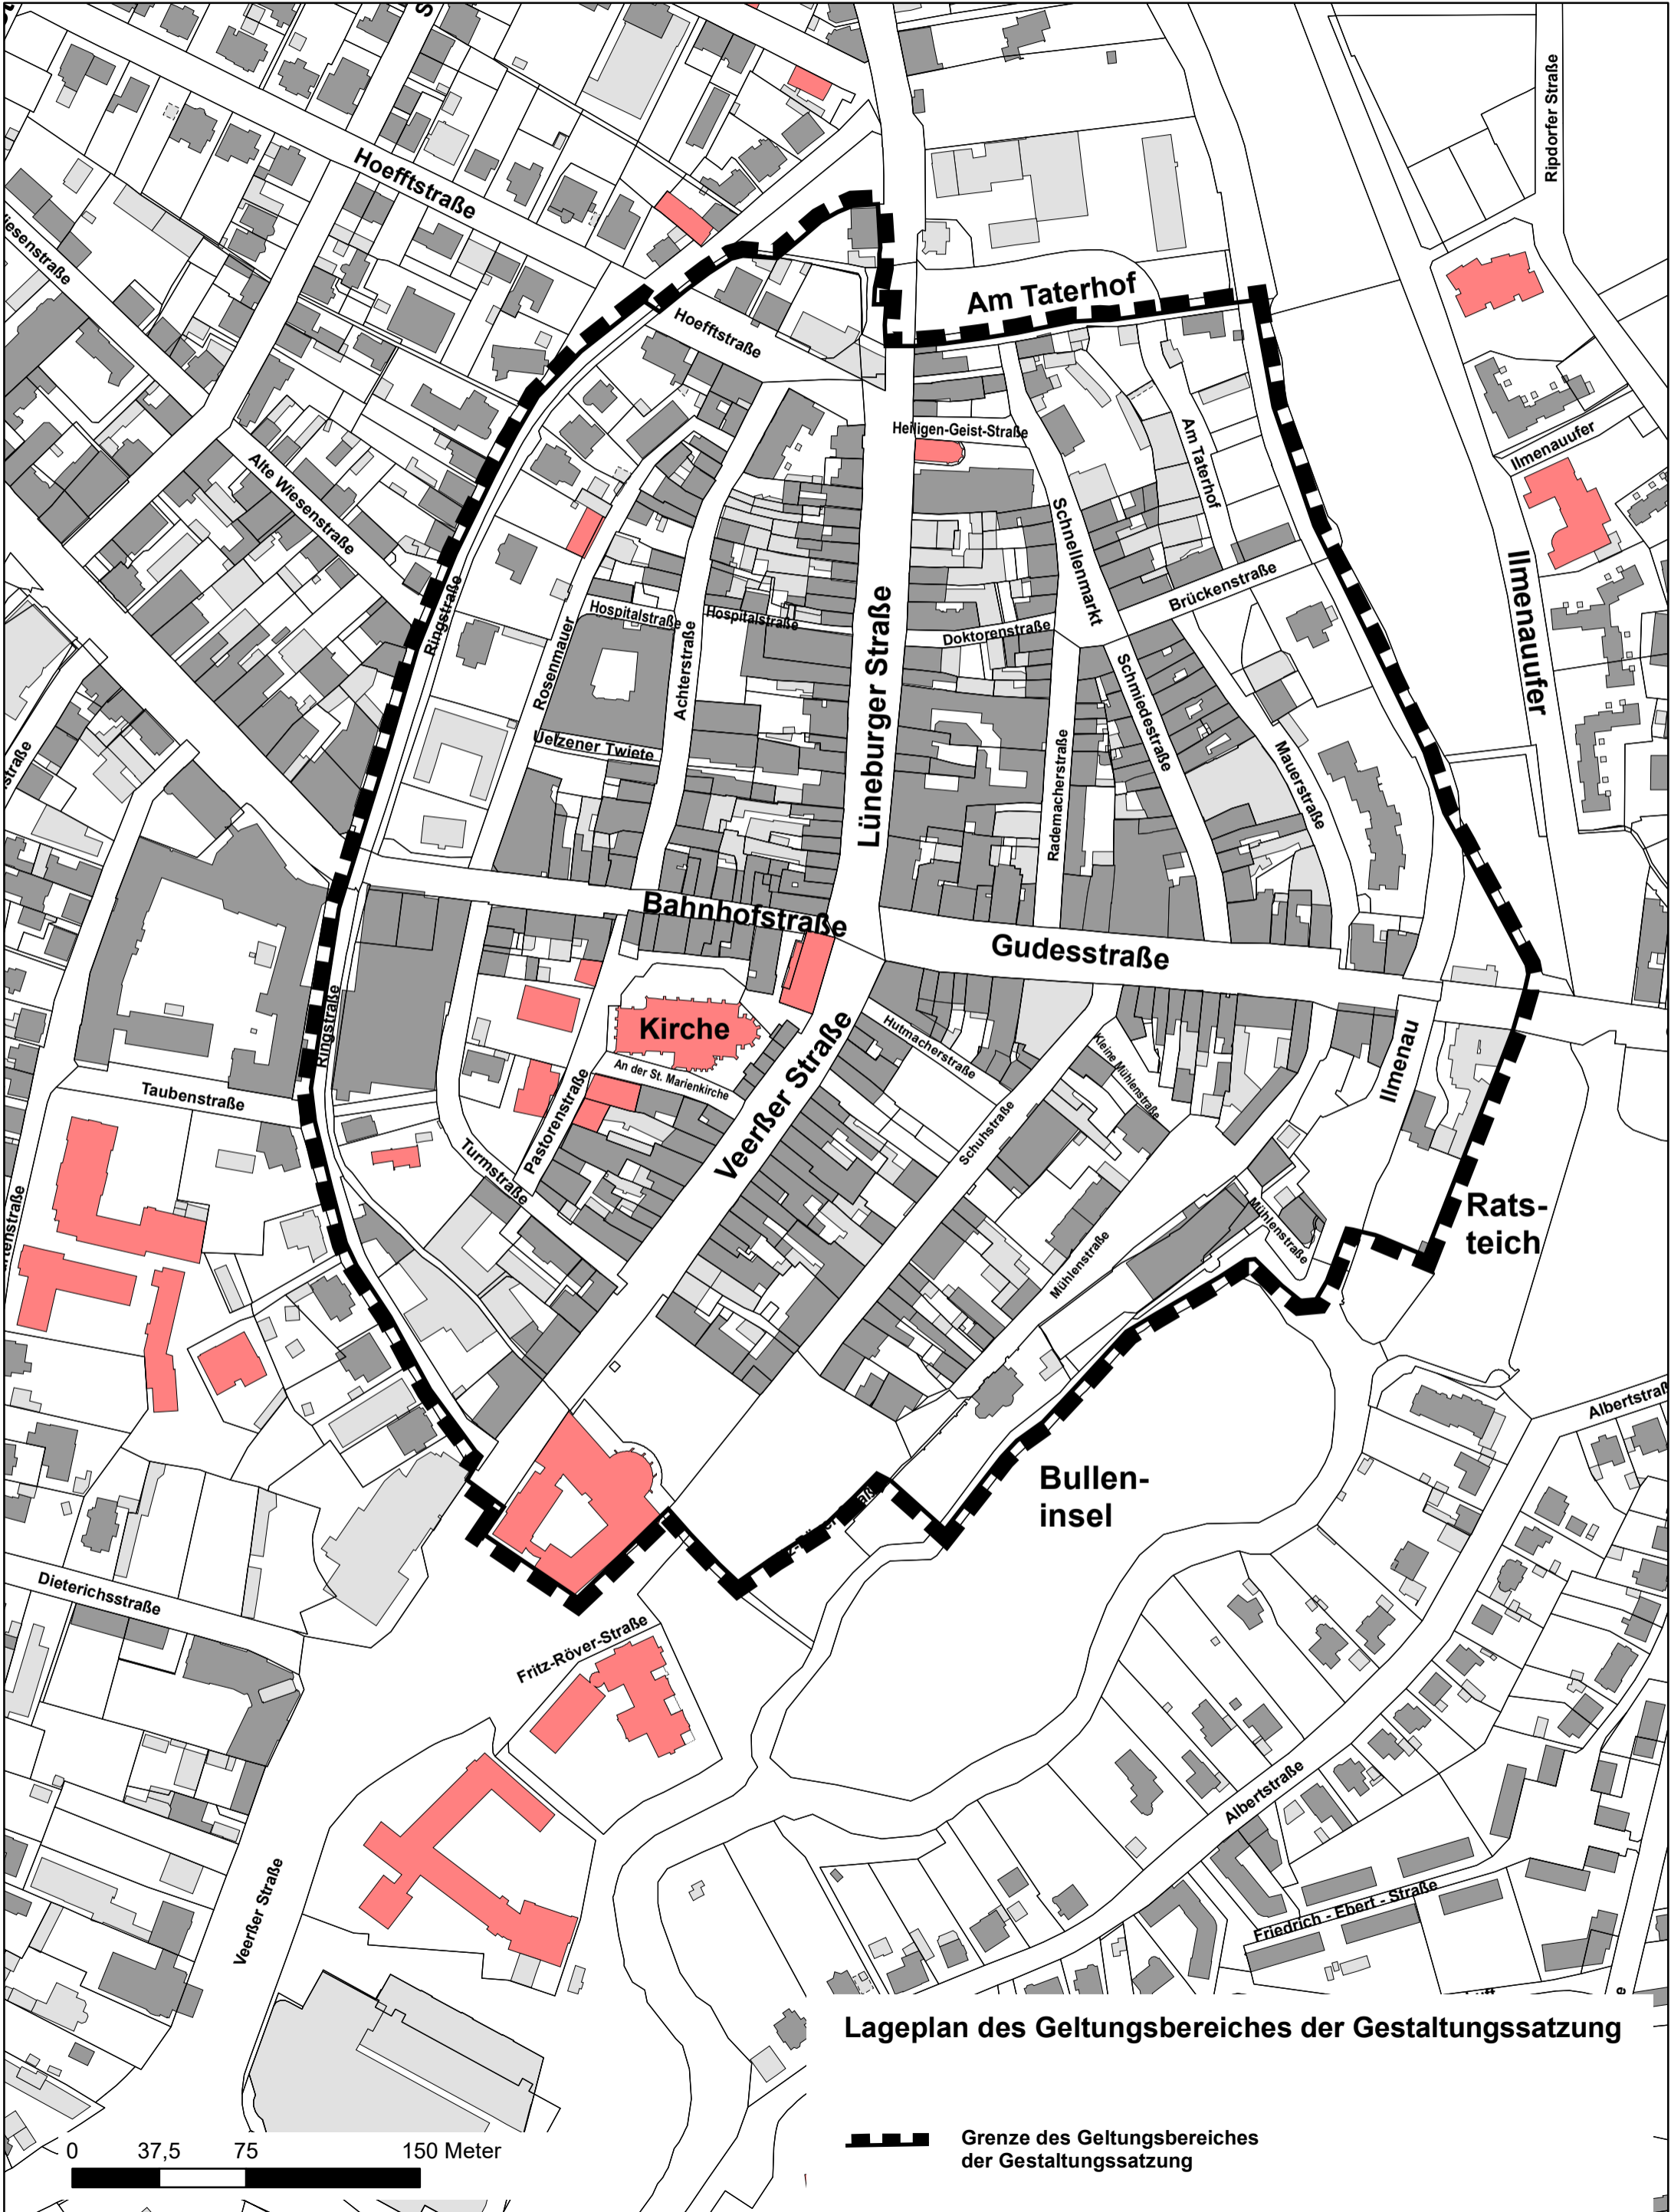 Ripdorfer Straße
Hoefftstraße
iesenstraße
Am Taterhof
Hoefftstraße
Heiligen-Geist-Straße
Am Taterhof
Ilmenauufer
Alte Wiesenstraße
Schnellenmarkt
Brückenstraße
Ilmenauufer
Ringstraße
Hospitalstraße
Hospitalstraße
Doktorenstraße
Rosenmauer
Achterstraße
Lüneburger Straße
Schmiedestraße
Uelzener Twiete
Rademacherstraße
Mauerstraße
straße
Bahnhofstraße
Gudesstraße
Kirche
Ringstraße
Hutmacherstraße
Kleine Mühlenstraße
Ilmenau
An der St. Marienkirche
Taubenstraße
Pastorenstraße
Veerßer Straße
Schuhstraße
Turmstraße
Mühlenstraße
Mühlenstraße
Rats-
teich
Albertstraß
Bullen-
insel
Dieterichsstraße
Fritz-Röver-Straße
Albertstraße
Veerßer Straße
Friedrich - Ebert - Straße
Lageplan des Geltungsbereiches der Gestaltungssatzung
Grenze des Geltungsbereiches
der Gestaltungssatzung
0 37,5 75 150 Meter